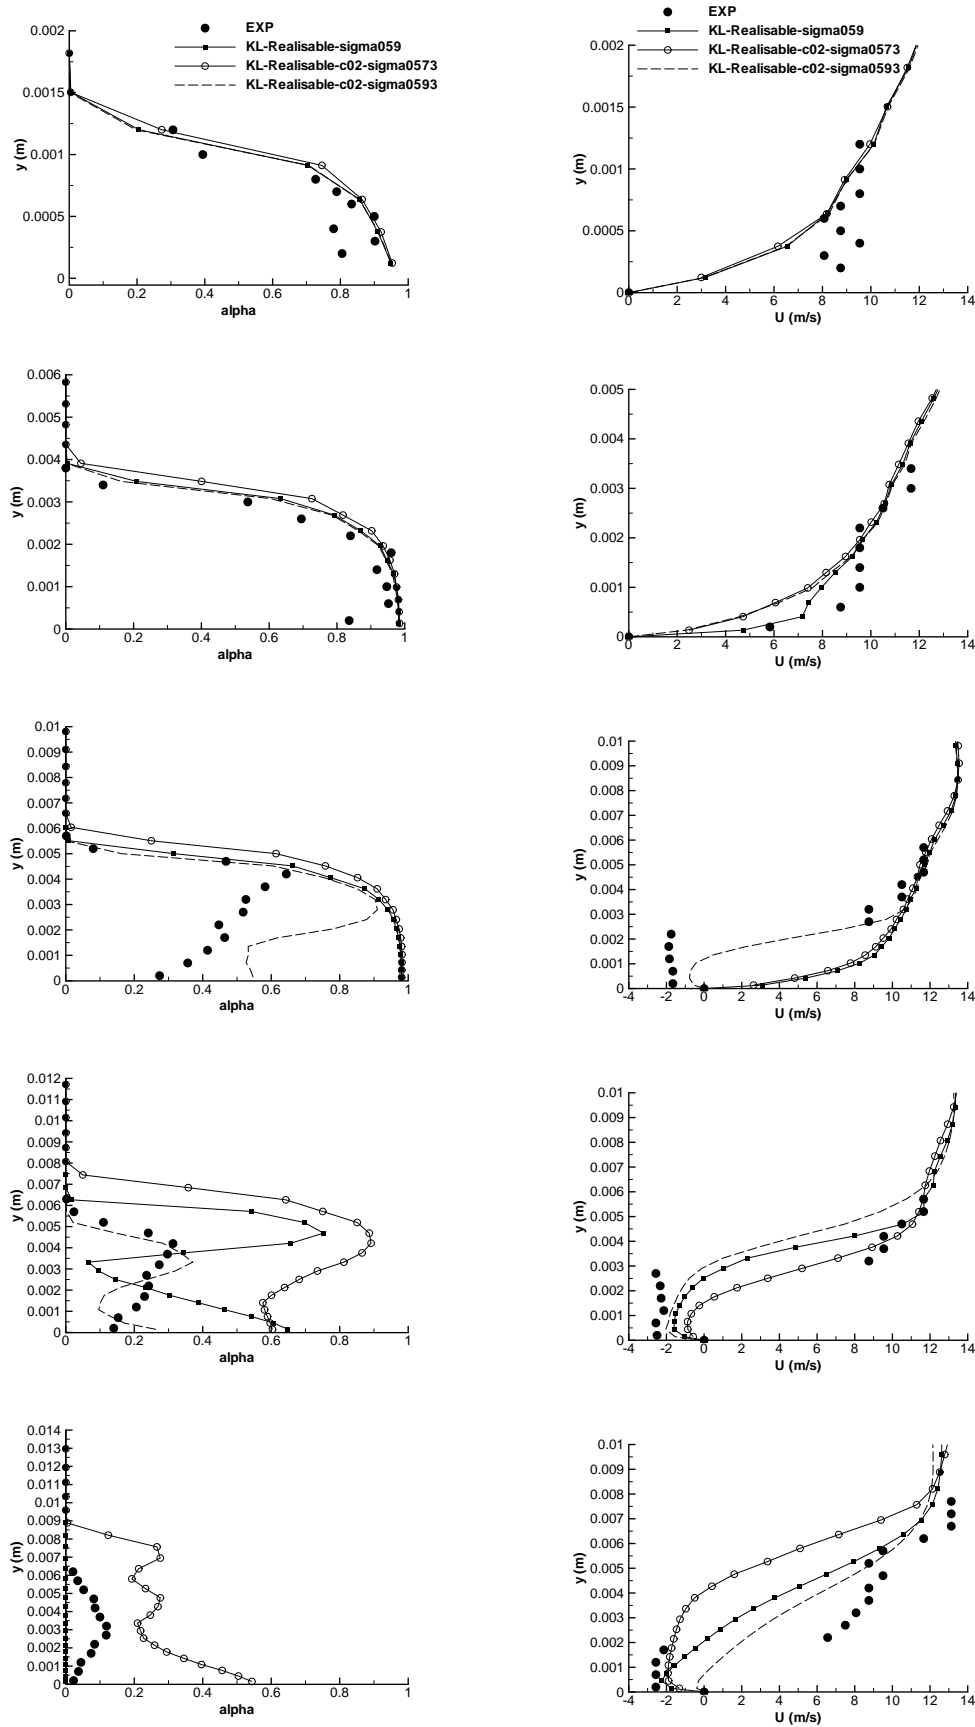 EXP
KL-Realisable-sigma059
KL-Realisable-c02-sigma0573
KL-Realisable-c02-sigma0593
0.002
0.0015
0.001
0.0005
0
y (m)
0 0.2 0.4 0.6 0.8 1
alpha
EXP
KL-Realisable-sigma059
KL-Realisable-c02-sigma0573
KL-Realisable-c02-sigma0593
0.002
0.0015
0.001
0.0005
0
y (m)
0 2 4 6 8 10 12 14
U (m/s)
0.006
0.005
0.004
0.003
0.002
0.001
0
y (m)
0 0.2 0.4 0.6 0.8 1
alpha
0.005
0.004
0.003
0.002
0.001
0
y (m)
0 2 4 6 8 10 12 14
U (m/s)
0.01
0.009
0.008
0.007
0.006
0.005
0.004
0.003
0.002
0.001
0
y (m)
0 0.2 0.4 0.6 0.8 1
alpha
0.01
0.009
0.008
0.007
0.006
0.005
0.004
0.003
0.002
0.001
0
y (m)
-4 -2 0 2 4 6 8 10 12 14
U (m/s)
0.012
0.011
0.01
0.009
0.008
0.007
0.006
0.005
0.004
0.003
0.002
0.001
0
y (m)
0 0.2 0.4 0.6 0.8 1
alpha
0.01
0.009
0.008
0.007
0.006
0.005
0.004
0.003
0.002
0.001
0
y (m)
-4 -2 0 2 4 6 8 10 12 14
U (m/s)
0.014
0.013
0.012
0.011
0.01
0.009
0.008
0.007
0.006
0.005
0.004
0.003
0.002
0.001
0
y (m)
0 0.2 0.4 0.6 0.8 1
alpha
0.01
0.009
0.008
0.007
0.006
0.005
0.004
0.003
0.002
0.001
0
y (m)
-4 -2 0 2 4 6 8 10 12 14
U (m/s)